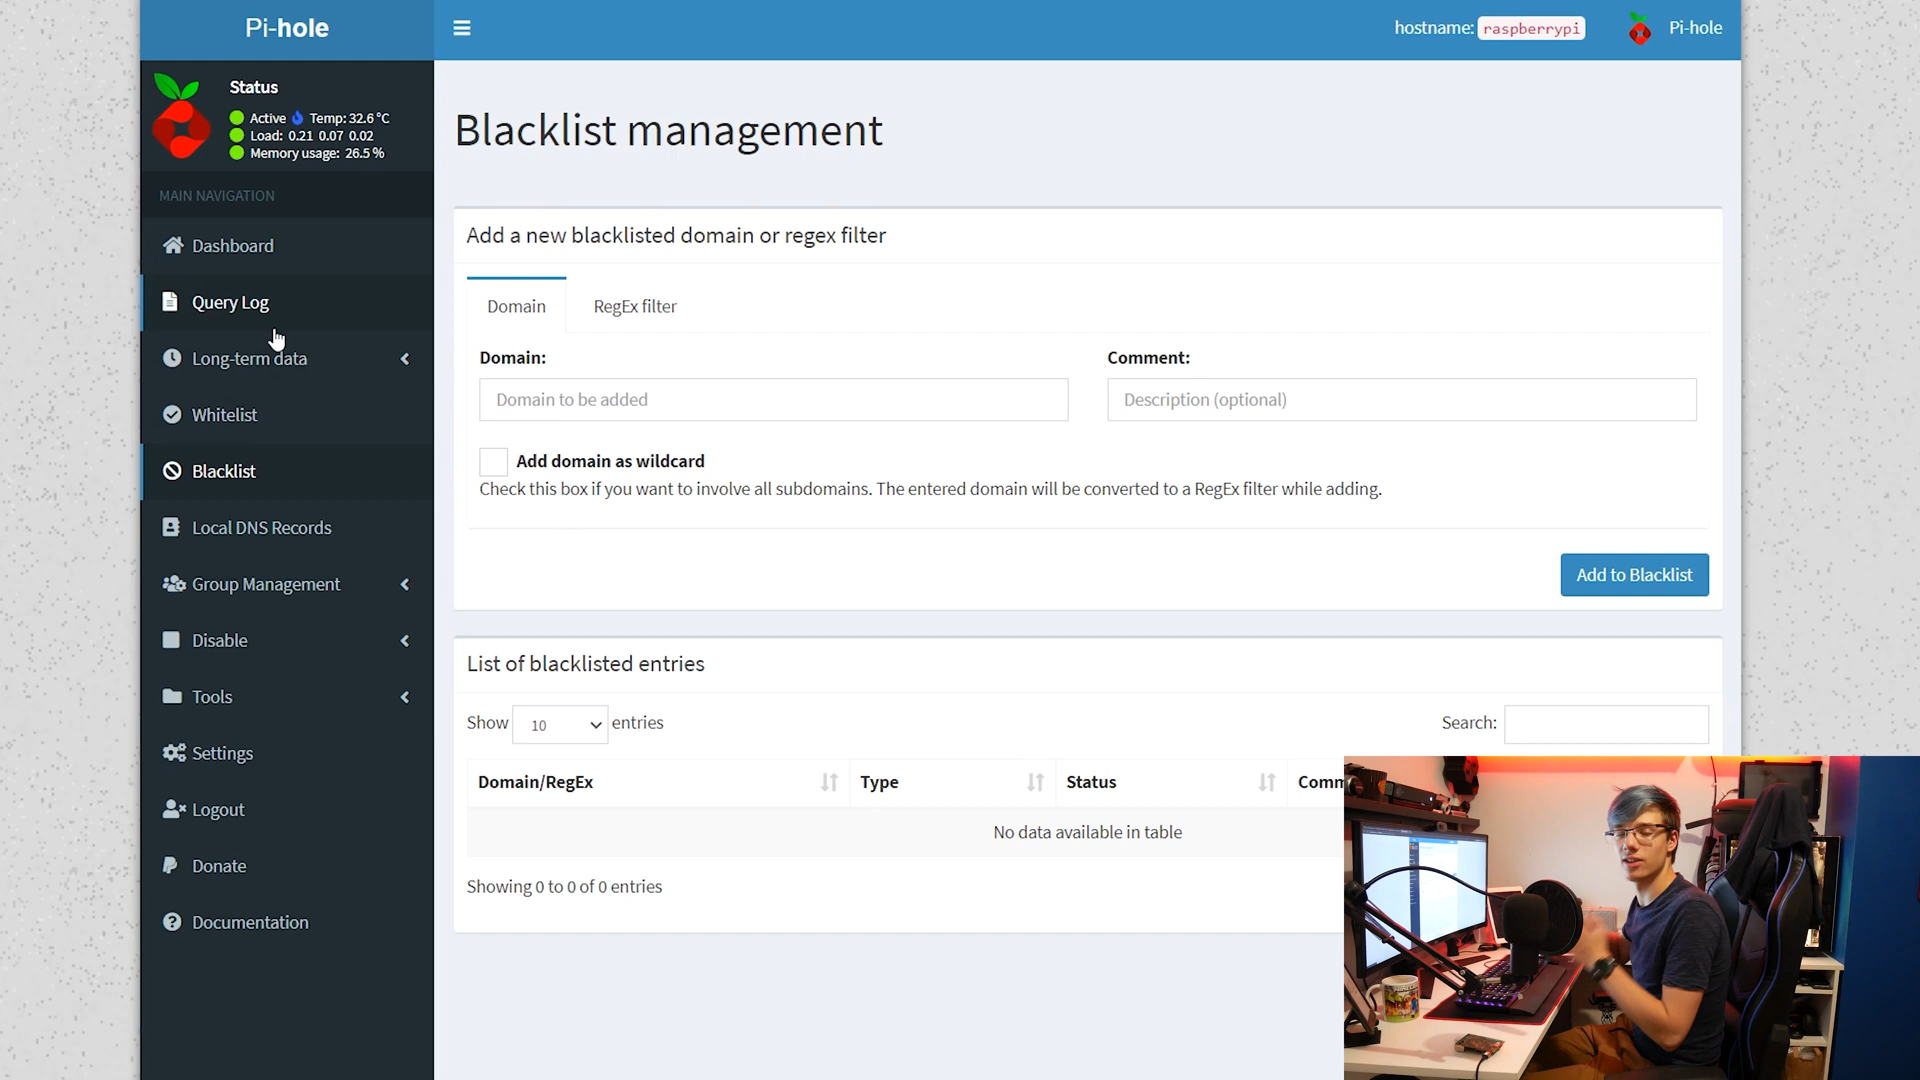 Pi-hole
hostname: raspberrypi
Pi-hole
Status
Active Temp: 32.6 °C
Load: 0.21 0.07 0.02
Memory usage: 26.5 %
MAIN NAVIGATION
Dashboard
Query Log
Long-term data
Whitelist
Blacklist
Local DNS Records
Group Management
Disable
Tools
Settings
Logout
Donate
Documentation
Blacklist management
Add a new blacklisted domain or regex filter
Domain RegEx filter
Domain: Comment:
Domain to be added Description (optional)
Add domain as wildcard
Check this box if you want to involve all subdomains. The entered domain will be converted to a RegEx filter while adding.
Add to Blacklist
List of blacklisted entries
Show 10 entries Search:
Domain/RegEx Type Status Comm
No data available in table
Showing 0 to 0 of 0 entries